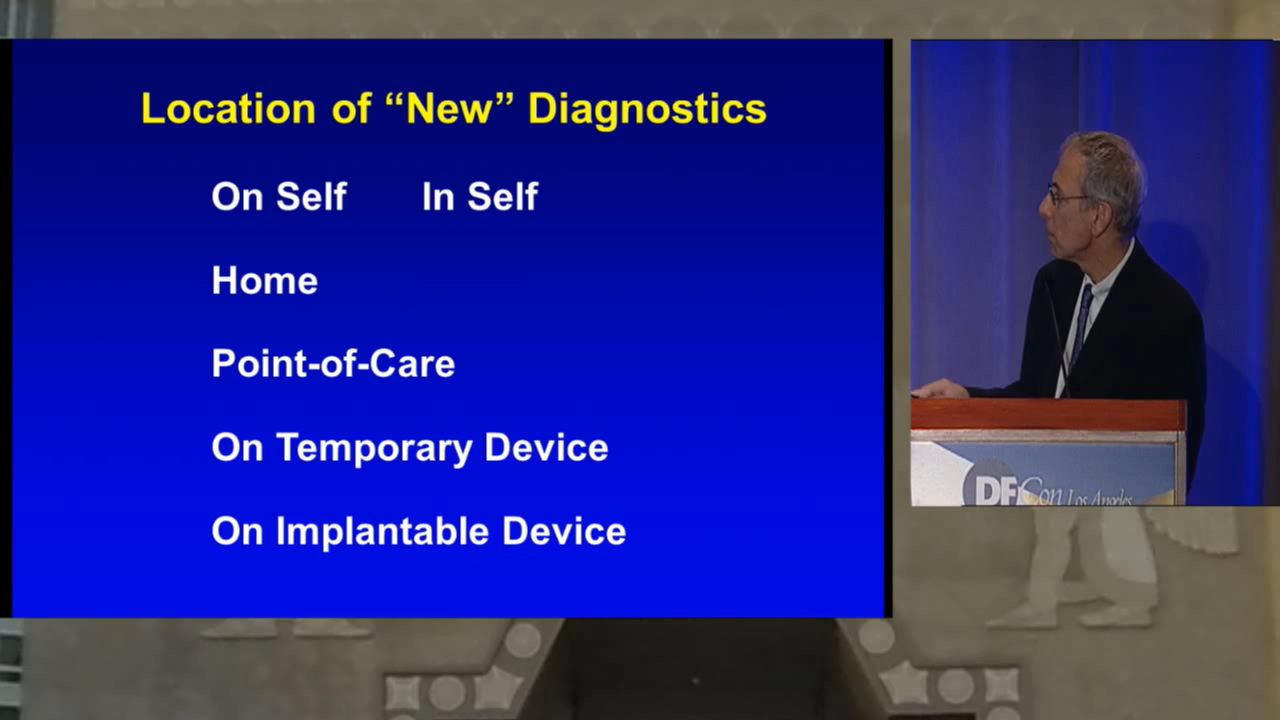 Location of “New” Diagnostics
On Self In Self
Home
Point-of-Care
On Temporary Device
On Implantable Device
DFCon Los Angeles